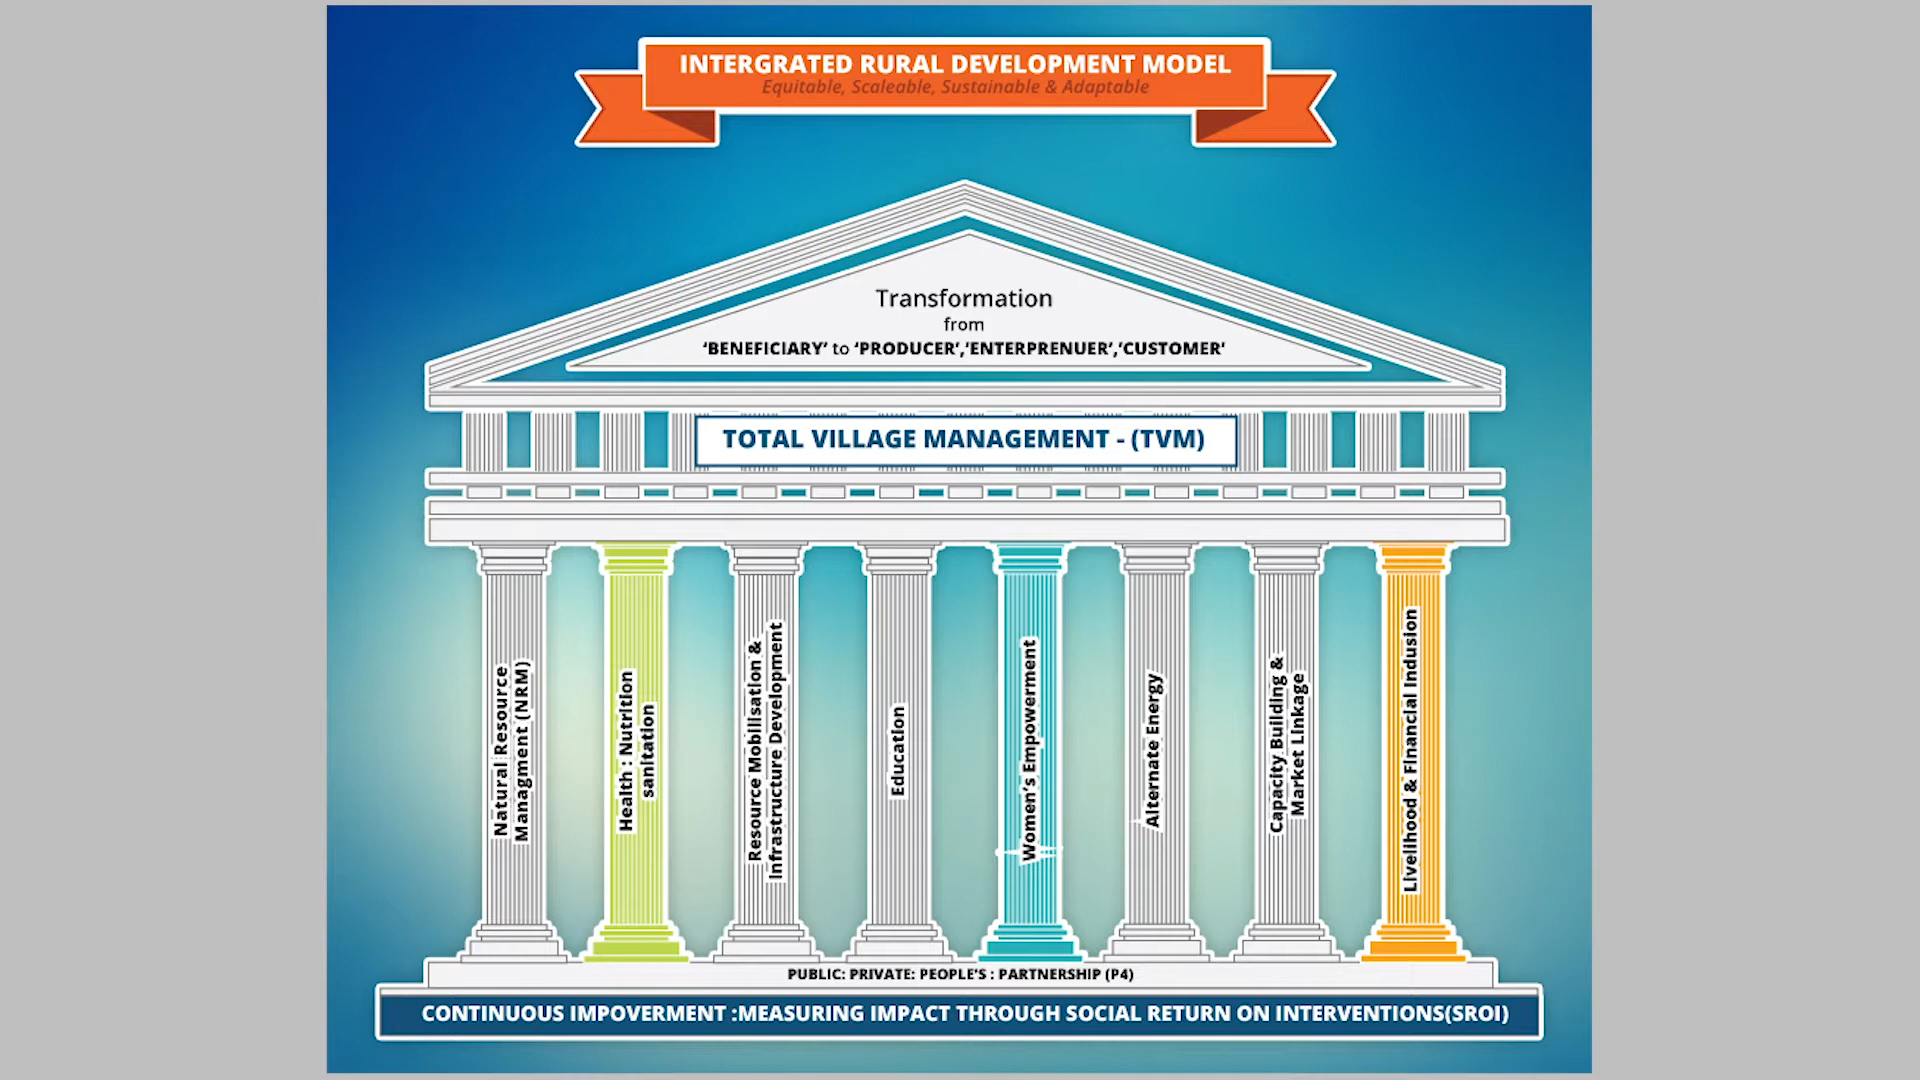 INTERGRATED RURAL DEVELOPMENT MODEL
Equitable, Scaleable, Sustainable & Adaptable
Transformation
from
‘BENEFICIARY’ to ‘PRODUCER’,’ENTERPRENUER’,’CUSTOMER’
TOTAL VILLAGE MANAGEMENT - (TVM)
Natural Resource
Managment (NRM)
Health : Nutrition
sanitation
Resource Mobilisation &
Infrastructure Development
Education
Women’s Empowerment
Alternate Energy
Capacity Building &
Market Linkage
Livelihood & Financial Indusion
PUBLIC: PRIVATE: PEOPLE’S : PARTNERSHIP (P4)
CONTINUOUS IMPOVERMENT :MEASURING IMPACT THROUGH SOCIAL RETURN ON INTERVENTIONS(SROI)